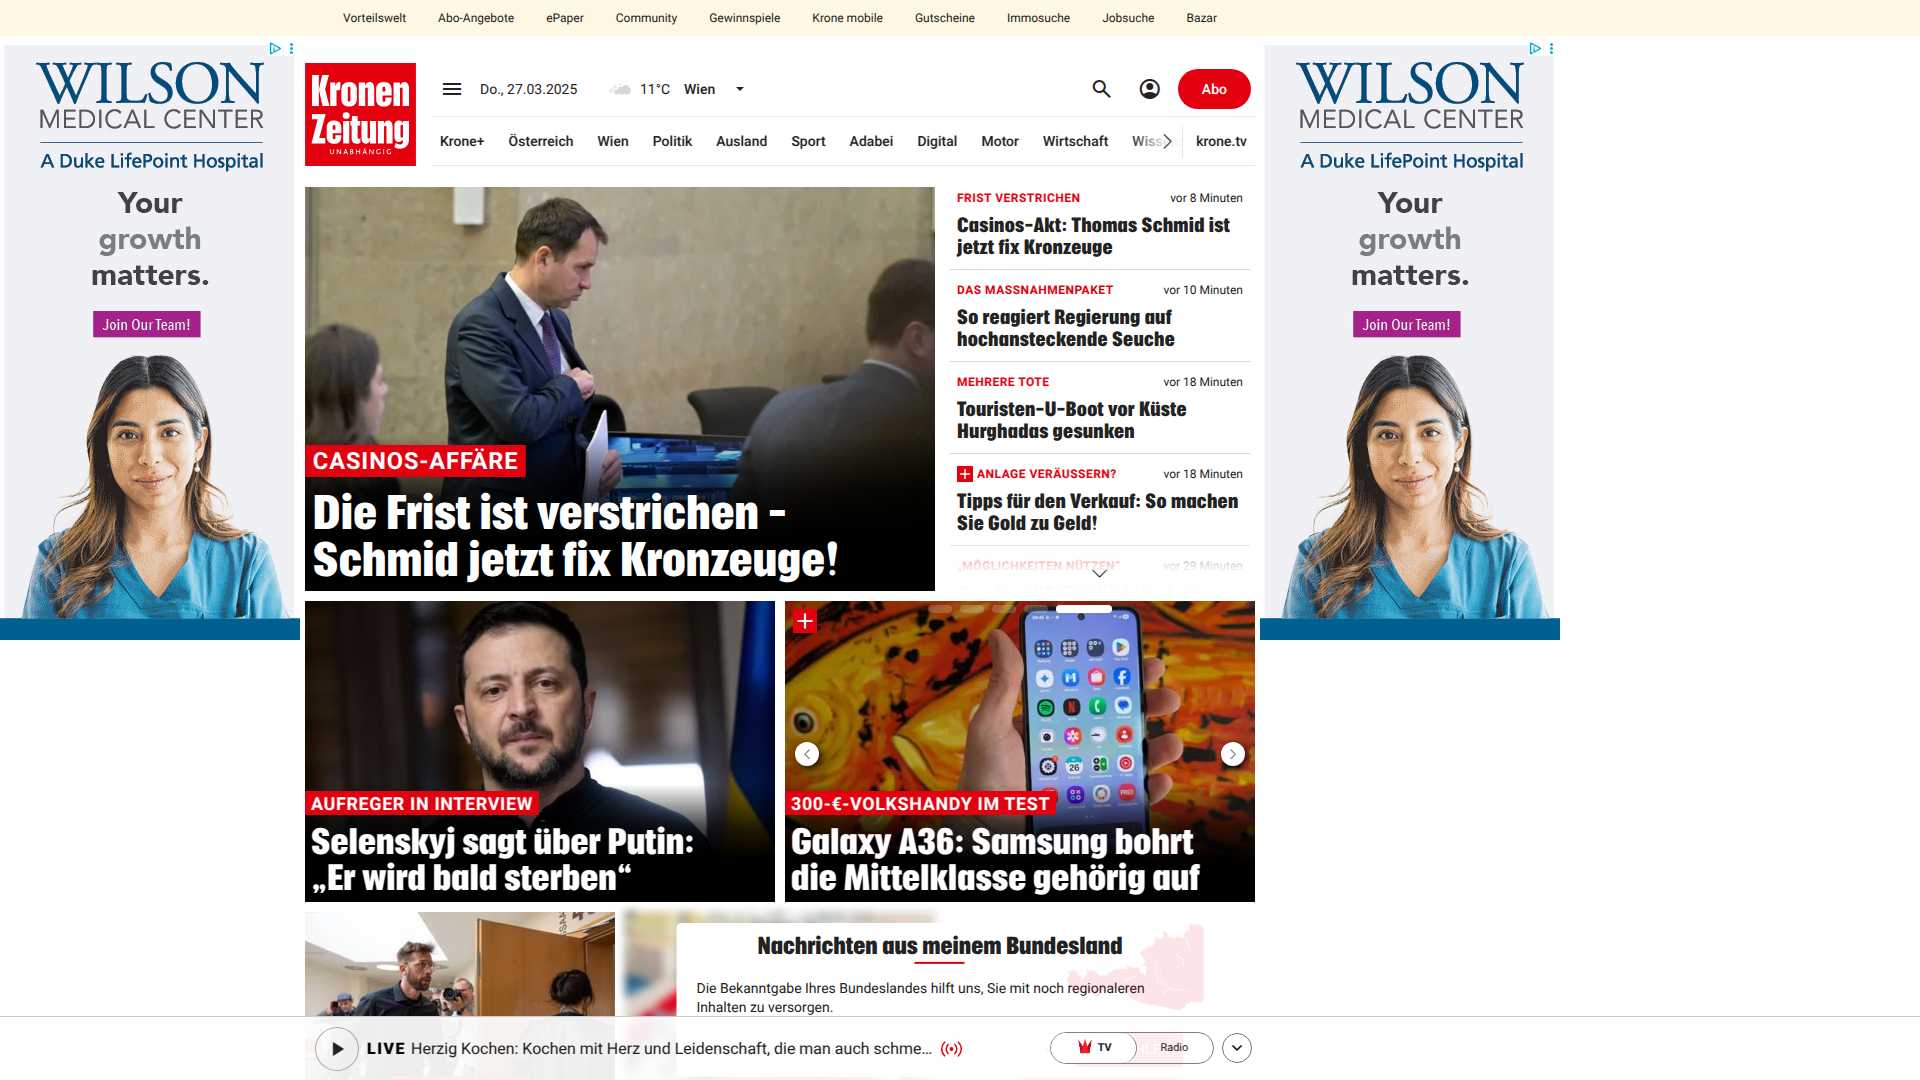 Vorteilswelt Abo-Angebote ePaper Community Gewinnspiele Krone mobile Gutscheine Immosuche Jobsuche Bazar
WILSON
MEDICAL CENTER
A Duke LifePoint Hospital
Your
growth
matters.
Join Our Team!
Kronen
Zeitung
UNABHÄNGIG
Do., 27.03.2025 11°C Wien Abo
Krone+ Österreich Wien Politik Ausland Sport Adabei Digital Motor Wirtschaft Wiss krone.tv
CASINOS-AFFÄRE
Die Frist ist verstrichen –
Schmid jetzt fix Kronzeuge!
FRIST VERSTRICHEN vor 8 Minuten
Casinos-Akt: Thomas Schmid ist
jetzt fix Kronzeuge
DAS MASSNAHMENPAKET vor 10 Minuten
So reagiert Regierung auf
hochansteckende Seuche
MEHRERE TOTE vor 18 Minuten
Touristen-U-Boot vor Küste
Hurghadas gesunken
ANLAGE VERÄUSSERN? vor 18 Minuten
Tipps für den Verkauf: So machen
Sie Gold zu Geld!
„MÖGLICHKEITEN NÜTZEN“ vor 29 Minuten
WILSON
MEDICAL CENTER
A Duke LifePoint Hospital
Your
growth
matters.
Join Our Team!
AUFREGER IN INTERVIEW
Selenskyj sagt über Putin:
„Er wird bald sterben“
300-€-VOLKSHANDY IM TEST
Galaxy A36: Samsung bohrt
die Mittelklasse gehörig auf
Nachrichten aus meinem Bundesland
Die Bekanntgabe Ihres Bundeslandes hilft uns, Sie mit noch regionaleren
Inhalten zu versorgen.
LIVE Herzig Kochen: Kochen mit Herz und Leidenschaft, die man auch schme... TV Radio